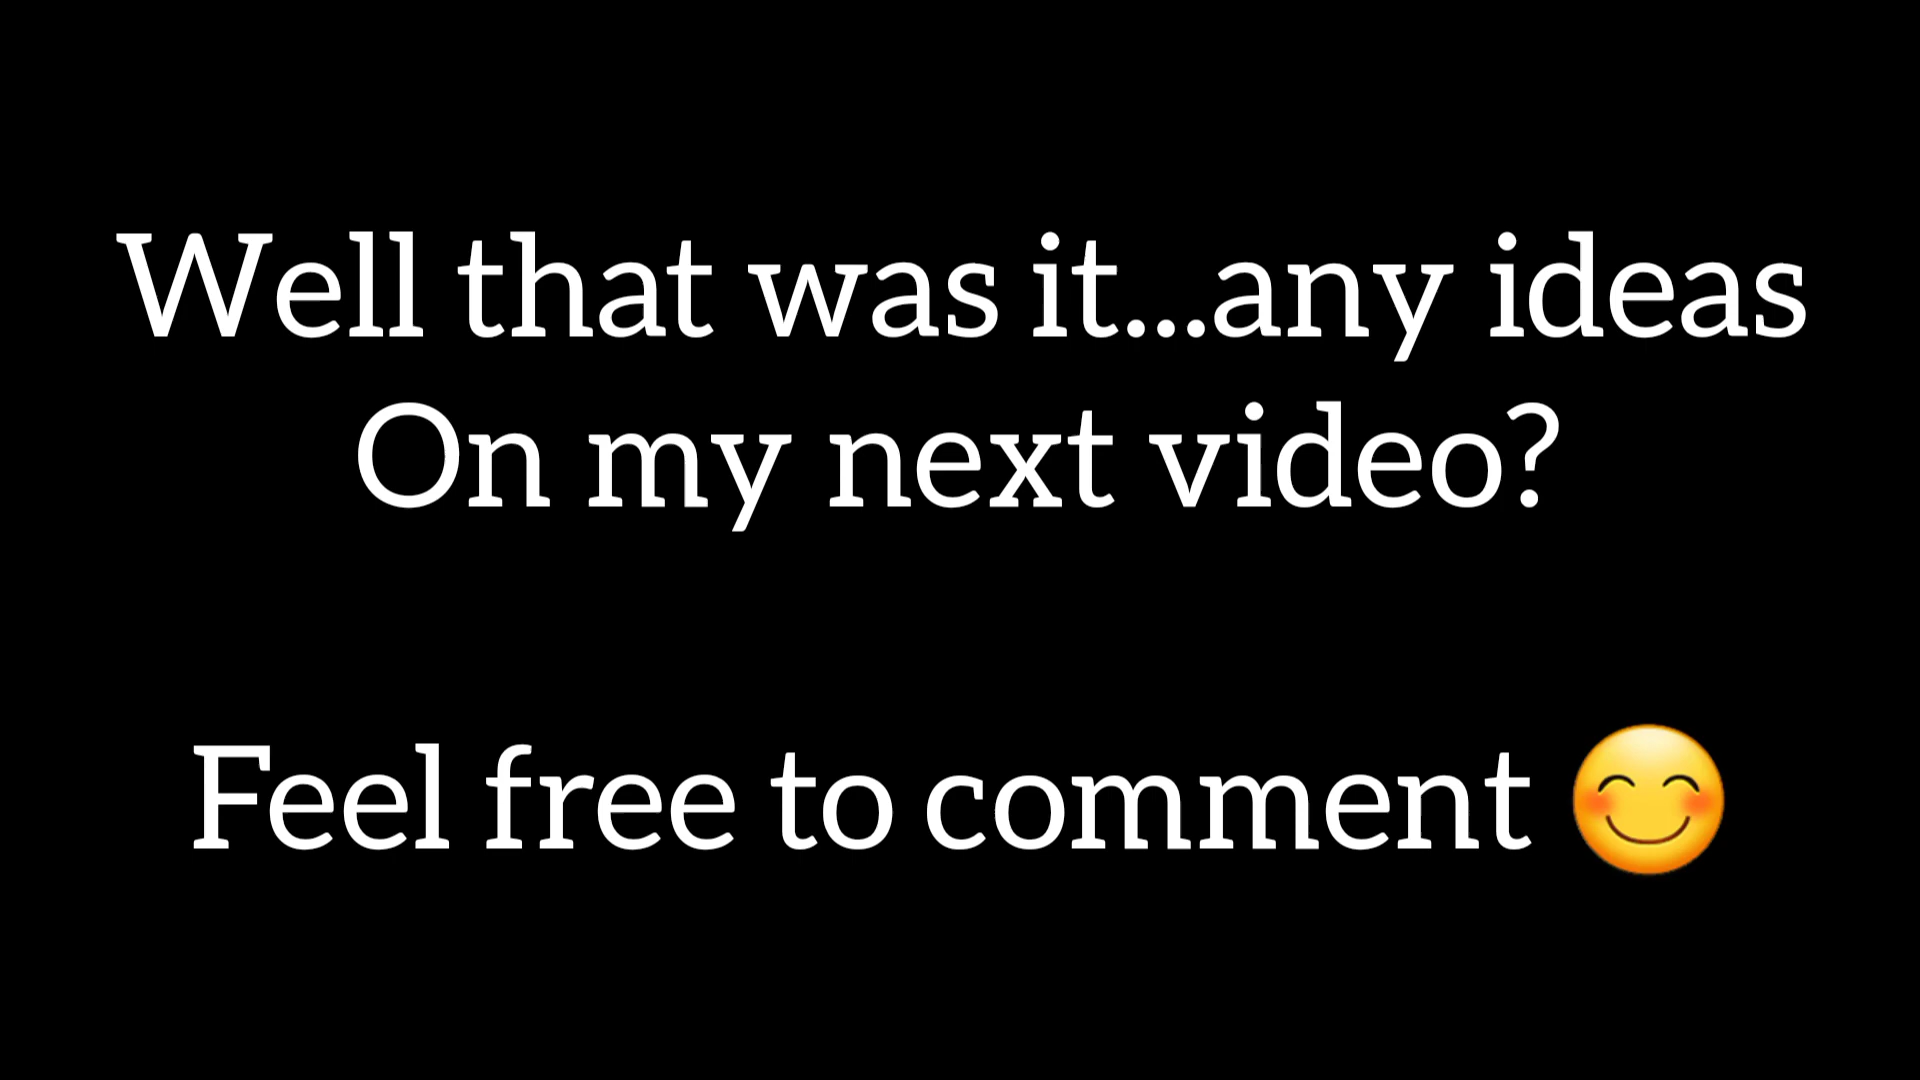 Well that was it...any ideas
On my next video?
Feel free to comment 😊